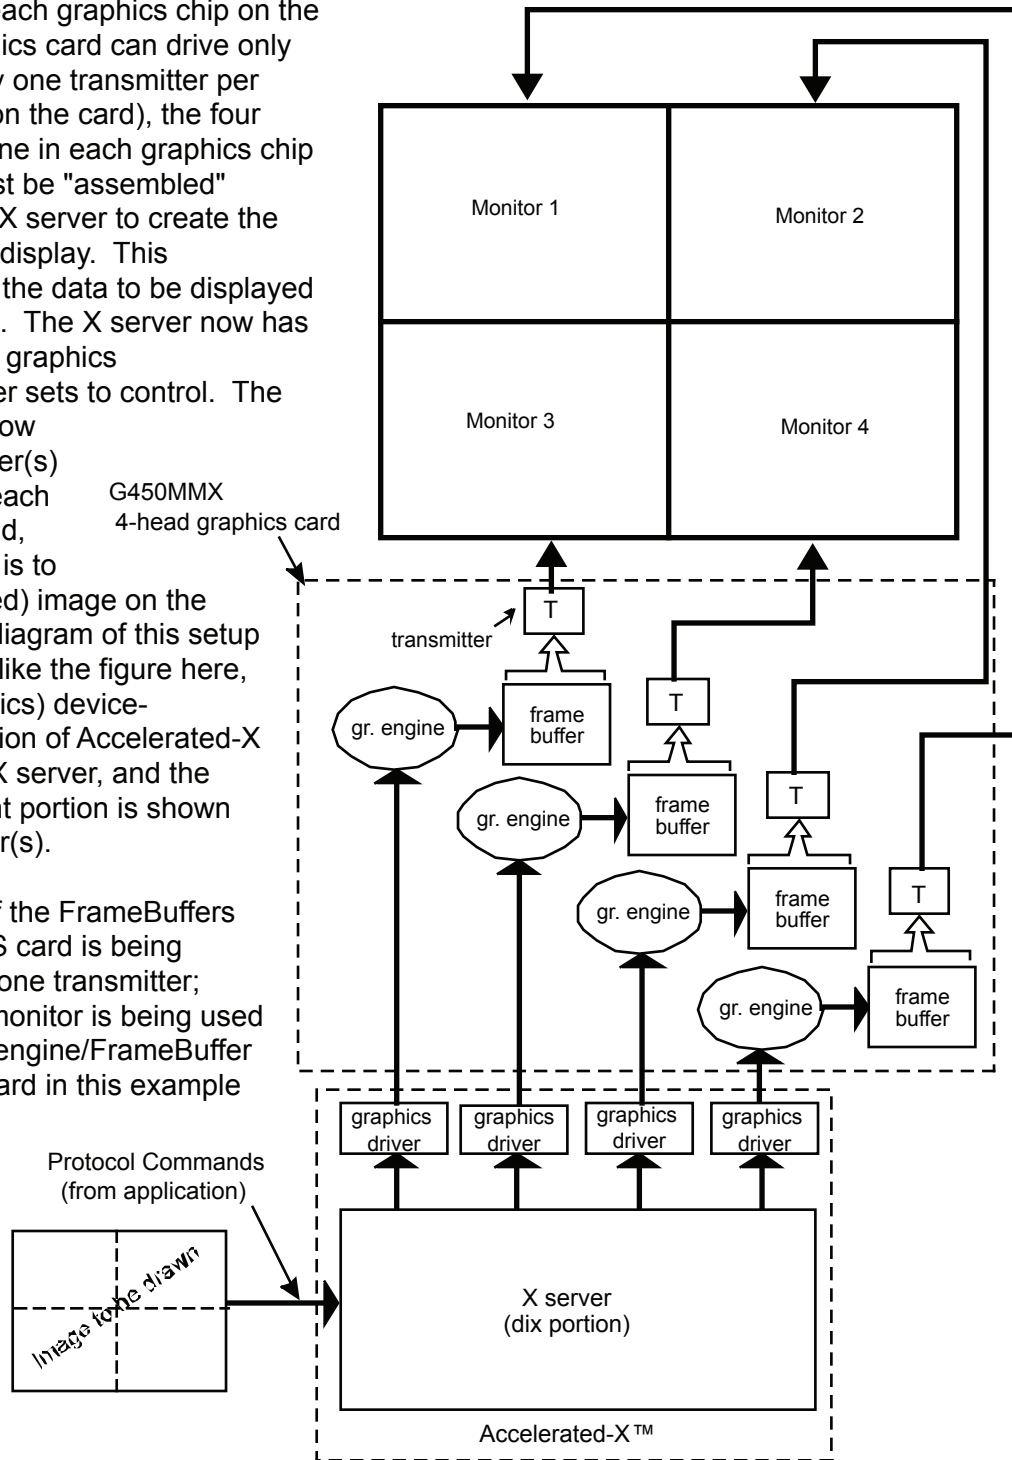 each graphics chip on the
ics card can drive only
y one transmitter per
on the card), the four
ne in each graphics chip
st be "assembled"
X server to create the
display. This
the data to be displayed
. The X server now has
graphics
er sets to control. The
ow
er(s)
each
d,
is to
ed) image on the
diagram of this setup
like the figure here,
ics) device-
ion of Accelerated-X
X server, and the
nt portion is shown
r(s).
f the FrameBuffers
S card is being
one transmitter;
monitor is being used
engine/FrameBuffer
ard in this example
Monitor 1
Monitor 2
Monitor 3
Monitor 4
G450MMX
4-head graphics card
transmitter
T
gr. engine
frame
buffer
T
gr. engine
frame
buffer
T
gr. engine
frame
buffer
T
gr. engine
frame
buffer
graphics
driver
graphics
driver
graphics
driver
graphics
driver
Protocol Commands
(from application)
Image to be drawn
X server
(dix portion)
Accelerated-X™